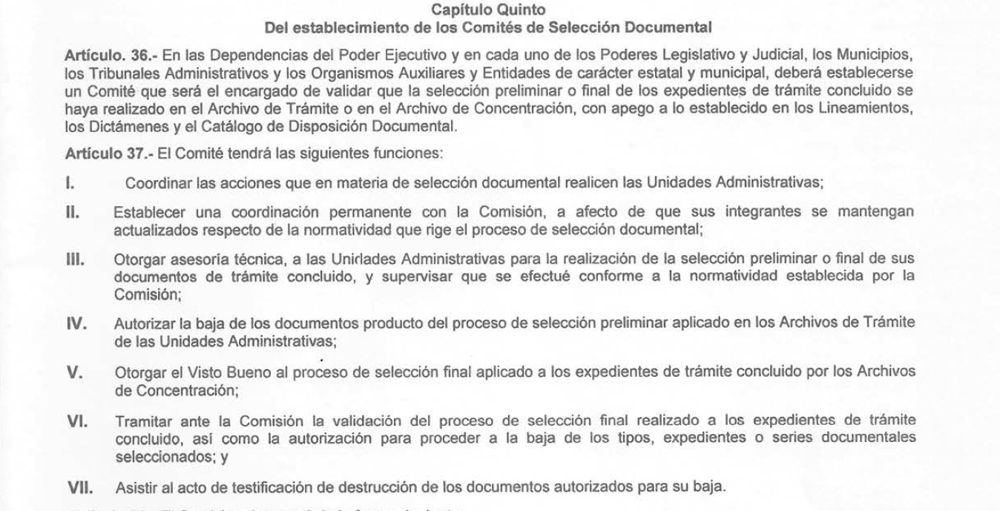 Capítulo Quinto
Del establecimiento de los Comités de Selección Documental
Artículo. 36.- En las Dependencias del Poder Ejecutivo y en cada uno de los Poderes Legislativo y Judicial, los Municipios,
los Tribunales Administrativos y los Organismos Auxiliares y Entidades de carácter estatal y municipal, deberá establecerse
un Comité que será el encargado de validar que la selección preliminar o final de los expedientes de trámite concluido se
haya realizado en el Archivo de Trámite o en el Archivo de Concentración, con apego a lo establecido en los Lineamientos,
los Dictámenes y el Catálogo de Disposición Documental.
Artículo 37.- El Comité tendrá las siguientes funciones:
I. Coordinar las acciones que en materia de selección documental realicen las Unidades Administrativas;
II. Establecer una coordinación permanente con la Comisión, a afecto de que sus integrantes se mantengan
actualizados respecto de la normatividad que rige el proceso de selección documental;
III. Otorgar asesoría técnica, a las Unidades Administrativas para la realización de la selección preliminar o final de sus
documentos de trámite concluido, y supervisar que se efectué conforme a la normatividad establecida por la
Comisión;
IV. Autorizar la baja de los documentos producto del proceso de selección preliminar aplicado en los Archivos de Trámite
de las Unidades Administrativas;
V. Otorgar el Visto Bueno al proceso de selección final aplicado a los expedientes de trámite concluido por los Archivos
de Concentración;
VI. Tramitar ante la Comisión la validación del proceso de selección final realizado a los expedientes de trámite
concluido, así como la autorización para proceder a la baja de los tipos, expedientes o series documentales
seleccionados; y
VII. Asistir al acto de testificación de destrucción de los documentos autorizados para su baja.